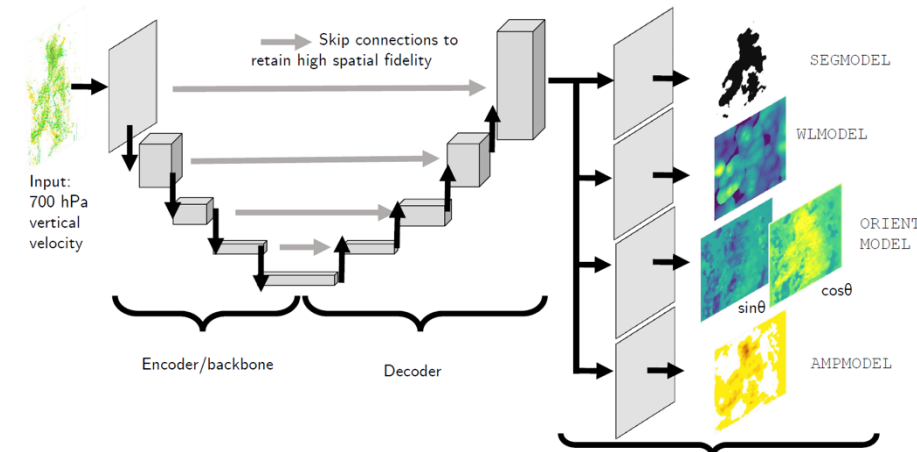 Skip connections to
retain high spatial fidelity
Input:
700 hPa
vertical
velocity
Encoder/backbone
Decoder
SEGMODEL
WLMODEL
ORIENT
MODEL
sinθ
cosθ
AMPMODEL